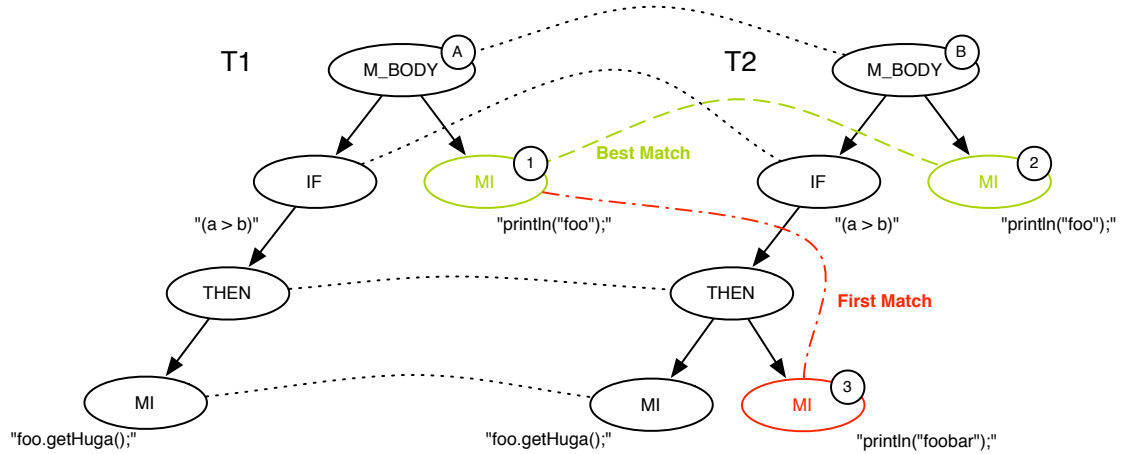 A
B
T1
M_BODY
T2
M_BODY
Best Match
1
2
IF
MI
IF
MI
"(a > b)"
"println("foo");"
"(a > b)"
"println("foo");"
THEN
THEN
First Match
3
MI
MI
MI
"foo.getHuga();"
"foo.getHuga();"
"println("foobar");"